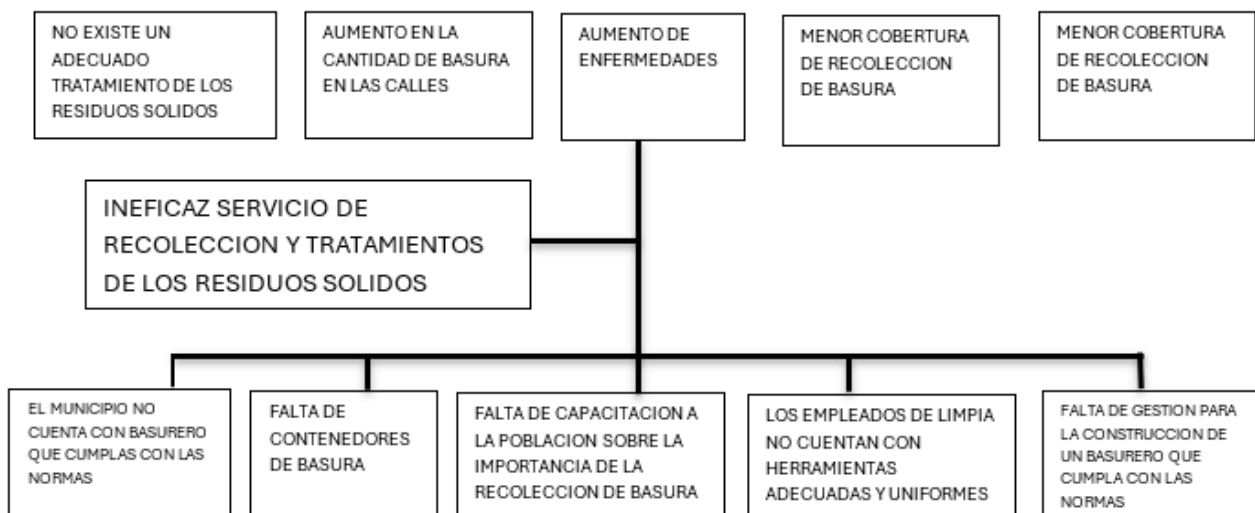 NO EXISTE UN
ADECUADO
TRATAMIENTO DE LOS
RESIDUOS SOLIDOS
AUMENTO EN LA
CANTIDAD DE BASURA
EN LAS CALLES
AUMENTO DE
ENFERMEDADES
MENOR COBERTURA
DE RECOLECCION
DE BASURA
MENOR COBERTURA
DE RECOLECCION
DE BASURA
INEFICAZ SERVICIO DE
RECOLECCION Y TRATAMIENTOS
DE LOS RESIDUOS SOLIDOS
EL MUNICIPIO NO
CUENTA CON BASURERO
QUE CUMPLAS CON LAS
NORMAS
FALTA DE
CONTENEDORES
DE BASURA
FALTA DE CAPACITACION A
LA POBLACION SOBRE LA
IMPORTANCIA DE LA
RECOLECCION DE BASURA
LOS EMPLEADOS DE LIMPIA
NO CUENTAN CON
HERRAMIENTAS
ADECUADAS Y UNIFORMES
FALTA DE GESTION PARA
LA CONSTRUCCION DE
UN BASURERO QUE
CUMPLA CON LAS
NORMAS